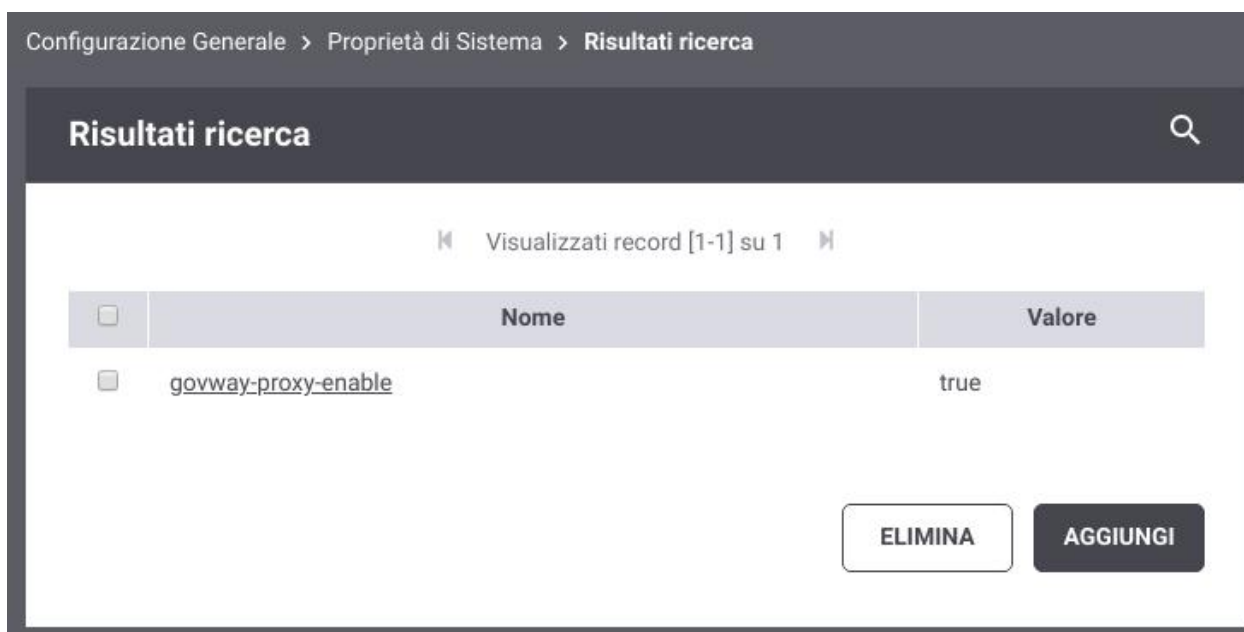 Configurazione Generale > Proprietà di Sistema > Risultati ricerca
Risultati ricerca
Visualizzati record [1-1] su 1
Nome Valore
govway-proxy-enable true
ELIMINA AGGIUNGI